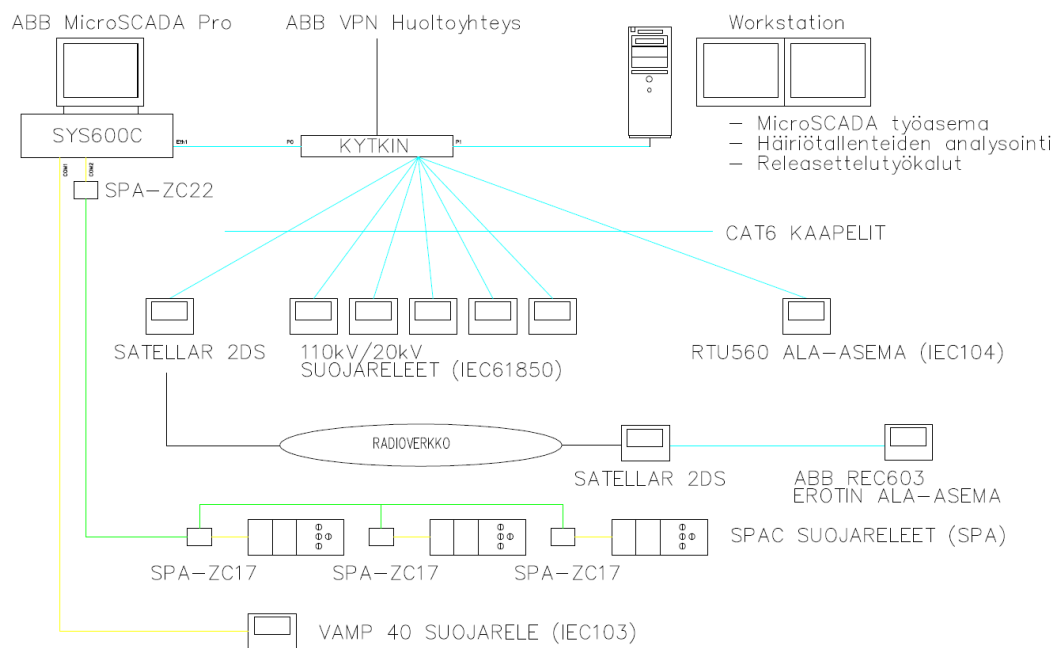 ABB MicroSCADA Pro
ABB VPN Huoltoyhteys
Workstation
SYS600C
Eth1
P0
KYTKIN
P1
– MicroSCADA työasema
– Häiriötallenteiden analysointi
– Releasettelutyökalut
COM1
COM2
SPA-ZC22
CAT6 KAAPELIT
SATELLAR 2DS
110kV/20kV
SUOJARELEET (IEC61850)
RTU560 ALA-ASEMA (IEC104)
RADIOVERKKO
SATELLAR 2DS
ABB REC603
EROTIN ALA-ASEMA
SPAC SUOJARELEET (SPA)
SPA-ZC17
SPA-ZC17
SPA-ZC17
VAMP 40 SUOJARELE (IEC103)